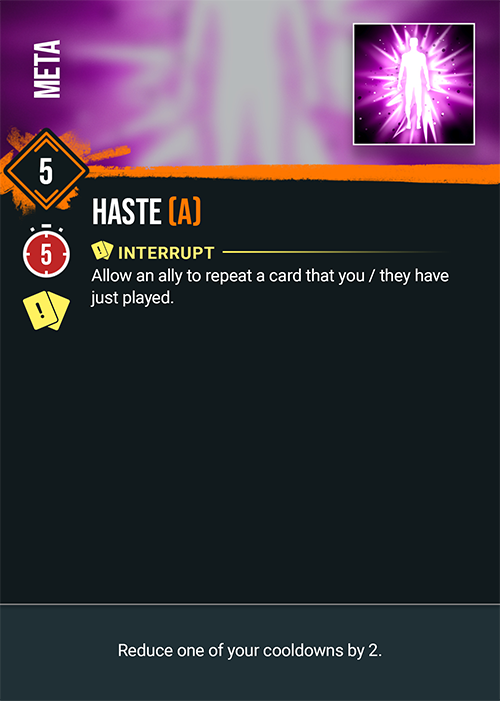 META
5
HASTE (A)
5
INTERRUPT
Allow an ally to repeat a card that you / they have
just played.
!
Reduce one of your cooldowns by 2.